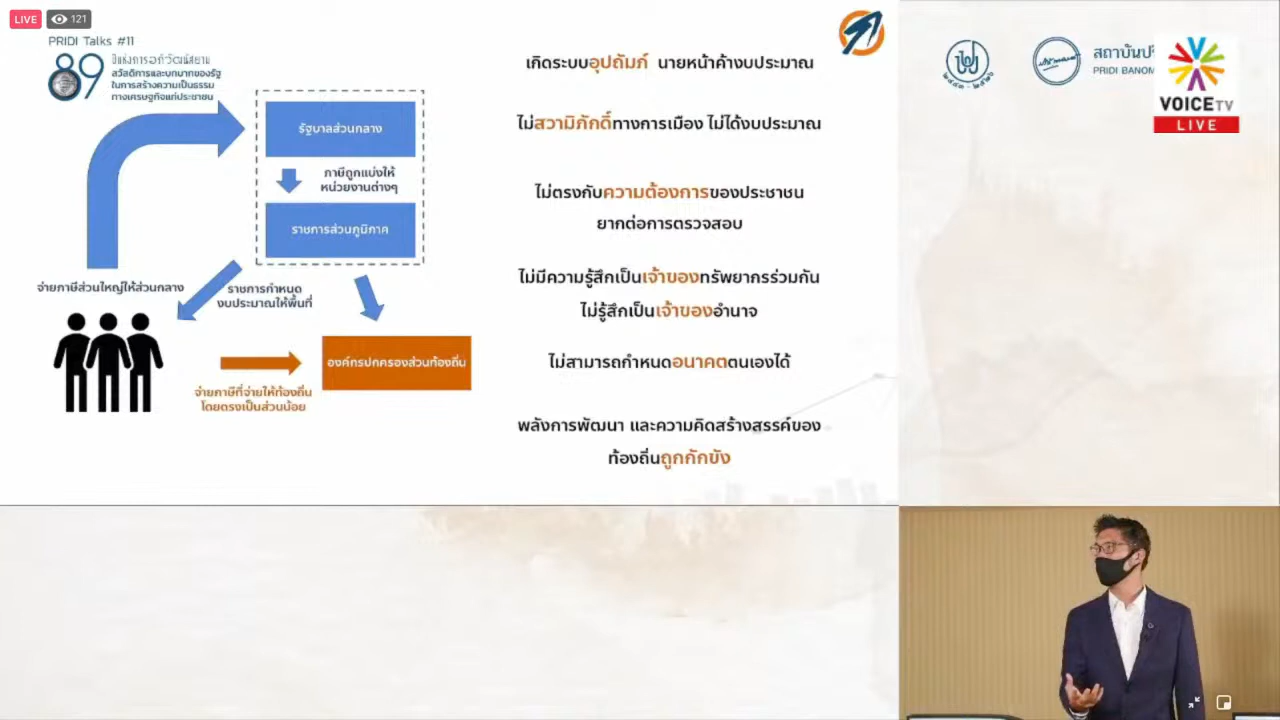 LIVE 121
PRIDI Talks #11
89 ปีแห่งการอภิวัฒน์สยาม
สวัสดิการและบทบาทของรัฐ
ในการสร้างความเป็นธรรม
ทางเศรษฐกิจแก่ประชาชน
รัฐบาลส่วนกลาง
ภาษีถูกแบ่งให้
หน่วยงานต่างๆ
ราชการส่วนภูมิภาค
จ่ายภาษีส่วนใหญ่ให้ส่วนกลาง
ราชการกำหนด
งบประมาณให้พื้นที่
องค์กรปกครองส่วนท้องถิ่น
จ่ายภาษีที่จ่ายให้ท้องถิ่น
โดยตรงเป็นส่วนน้อย
เกิดระบบอุปถัมภ์ นายหน้าค้างบประมาณ
ไม่สวามิภักดิ์ทางการเมือง ไม่ได้งบประมาณ
ไม่ตรงกับความต้องการของประชาชน
ยากต่อการตรวจสอบ
ไม่มีความรู้สึกเป็นเจ้าของทรัพยากรร่วมกัน
ไม่รู้สึกเป็นเจ้าของอำนาจ
ไม่สามารถกำหนดอนาคตตนเองได้
พลังการพัฒนา และความคิดสร้างสรรค์ของ
ท้องถิ่นถูกกักขัง
สถาบันปรี
PRIDI BANOM
VOICE TV
LIVE